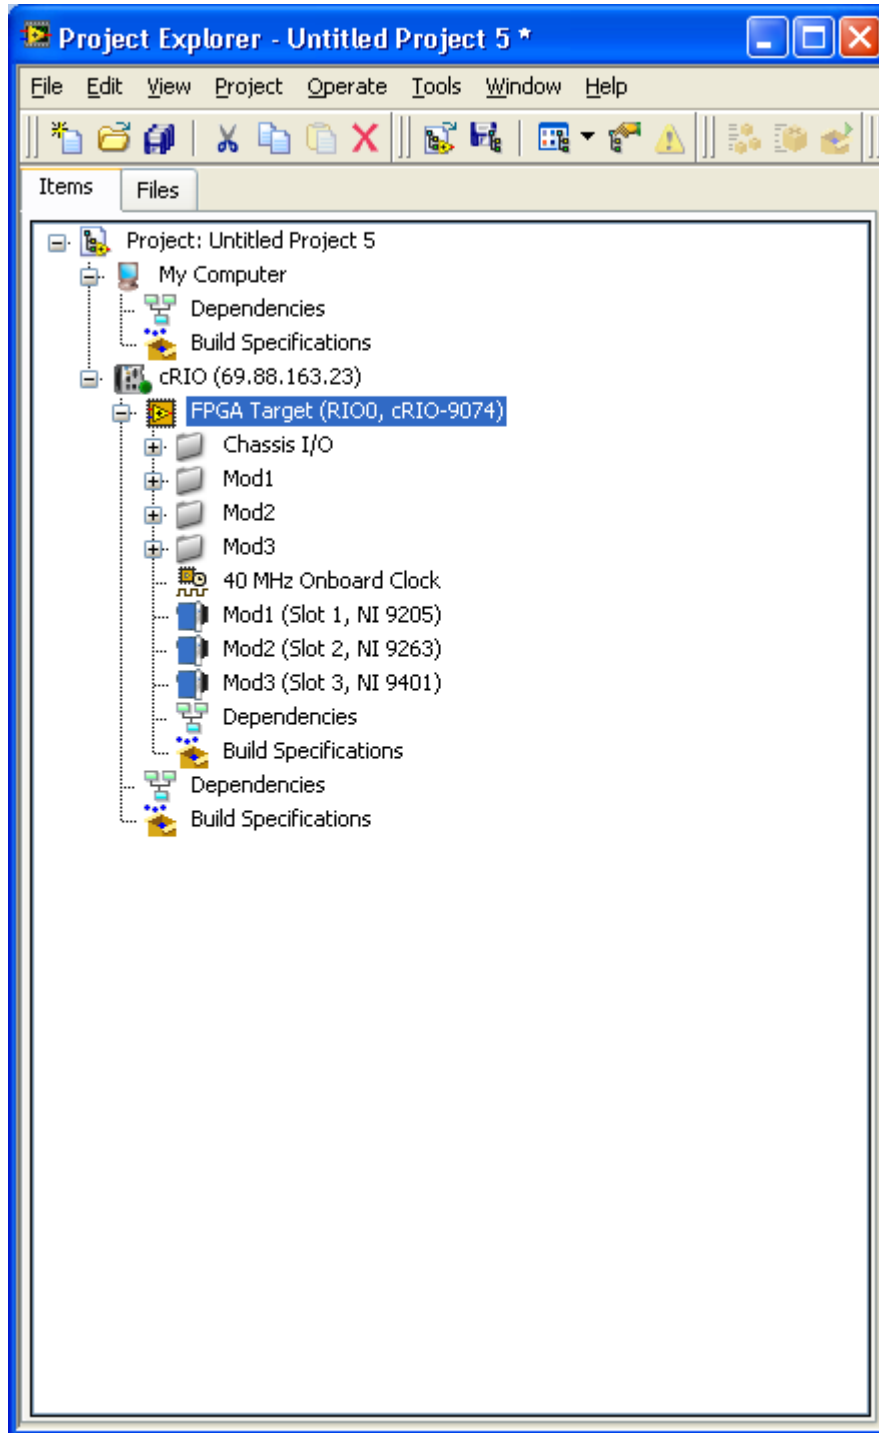 Project Explorer - Untitled Project 5 *
File Edit View Project Operate Tools Window Help
Items Files
Project: Untitled Project 5
My Computer
Dependencies
Build Specifications
cRIO (69.88.163.23)
FPGA Target (RIO0, cRIO-9074)
Chassis I/O
Mod1
Mod2
Mod3
40 MHz Onboard Clock
Mod1 (Slot 1, NI 9205)
Mod2 (Slot 2, NI 9263)
Mod3 (Slot 3, NI 9401)
Dependencies
Build Specifications
Dependencies
Build Specifications